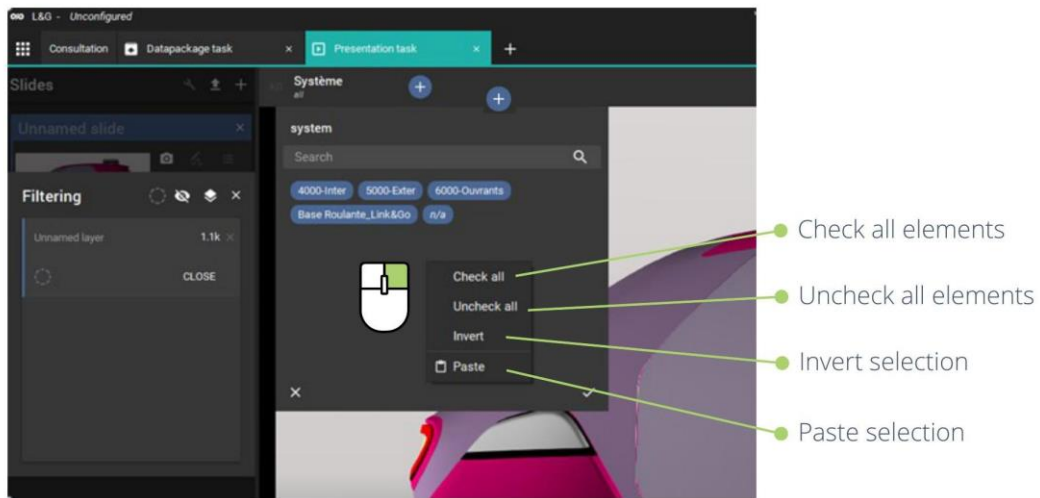 L&G - Unconfigured
Consultation
Datapackage task
×
Presentation task
×
+
Slides
Système
all
Unnamed slide
system
Search
Filtering
4000-Inter
5000-Exter
6000-Ouvrants
Base Roulante_Link&Go
n/a
Unnamed layer
1.1k
CLOSE
Check all
Uncheck all
Invert
Paste
Check all elements
Uncheck all elements
Invert selection
Paste selection